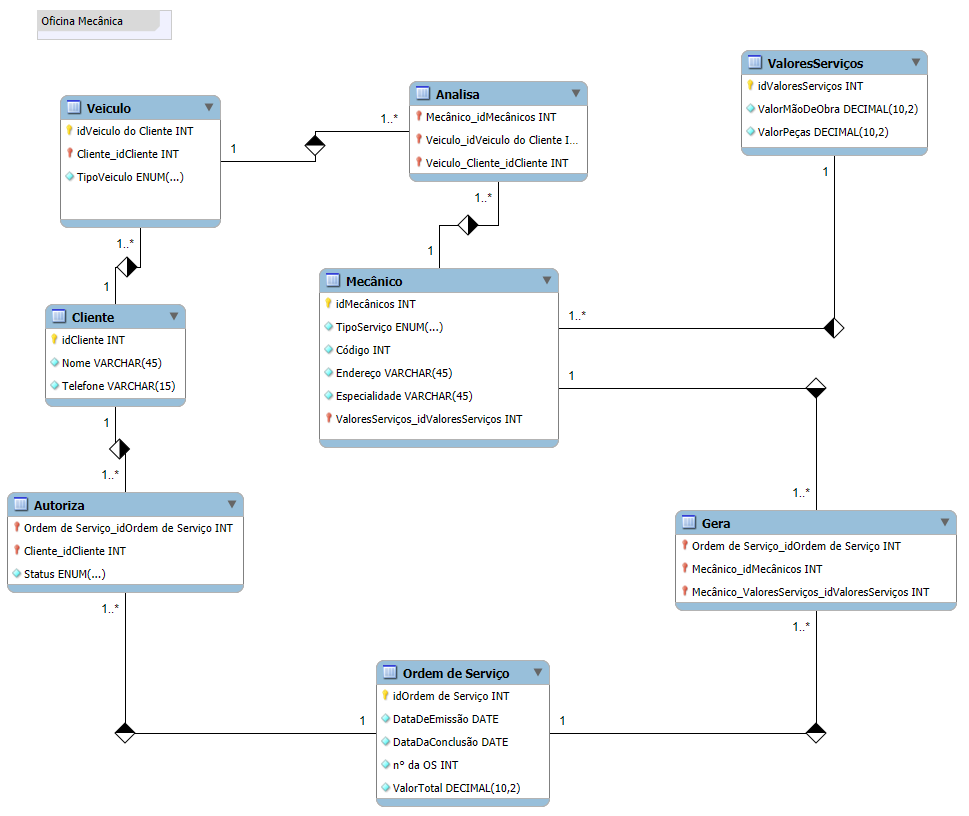 Oficina Mecânica
Veiculo
idVeiculo do Cliente INT
Cliente_idCliente INT
TipoVeiculo ENUM(...)
1
1..*
Analisa
Mecânico_idMecânicos INT
Veiculo_idVeiculo do Cliente I...
Veiculo_Cliente_idCliente INT
ValoresServiços
idValoresServiços INT
ValorMãoDeObra DECIMAL(10,2)
ValorPeças DECIMAL(10,2)
1
1..*
1
1..*
1
Mecânico
idMecânicos INT
TipoServiço ENUM(...)
Código INT
Endereço VARCHAR(45)
Especialidade VARCHAR(45)
ValoresServiços_idValoresServiços INT
1..*
1
Cliente
idCliente INT
Nome VARCHAR(45)
Telefone VARCHAR(15)
1
1..*
Autoriza
Ordem de Serviço_idOrdem de Serviço INT
Cliente_idCliente INT
Status ENUM(...)
1..*
1..*
Gera
Ordem de Serviço_idOrdem de Serviço INT
Mecânico_idMecânicos INT
Mecânico_ValoresServiços_idValoresServiços INT
1..*
1
Ordem de Serviço
idOrdem de Serviço INT
DataDeEmissão DATE
DataDaConclusão DATE
nº da OS INT
ValorTotal DECIMAL(10,2)
1